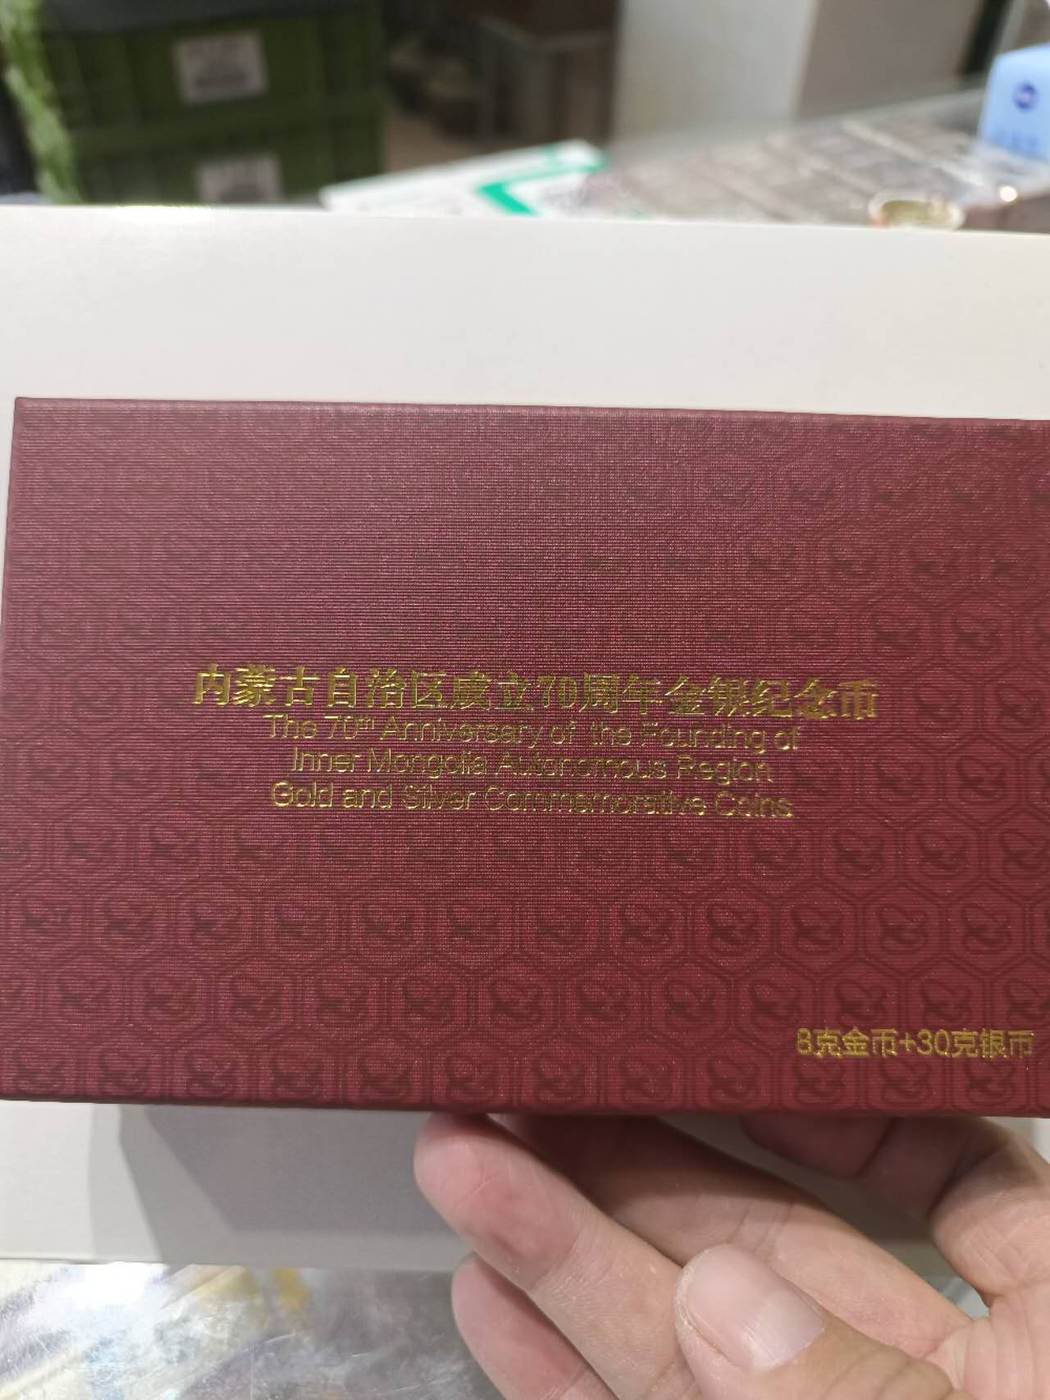 内蒙古自治区成立70周年金银纪念币
The 70th Anniversary of the Founding of
Inner Mongolia Autonomous Region
Gold and Silver Commemorative Coins
8克金币+30克银币